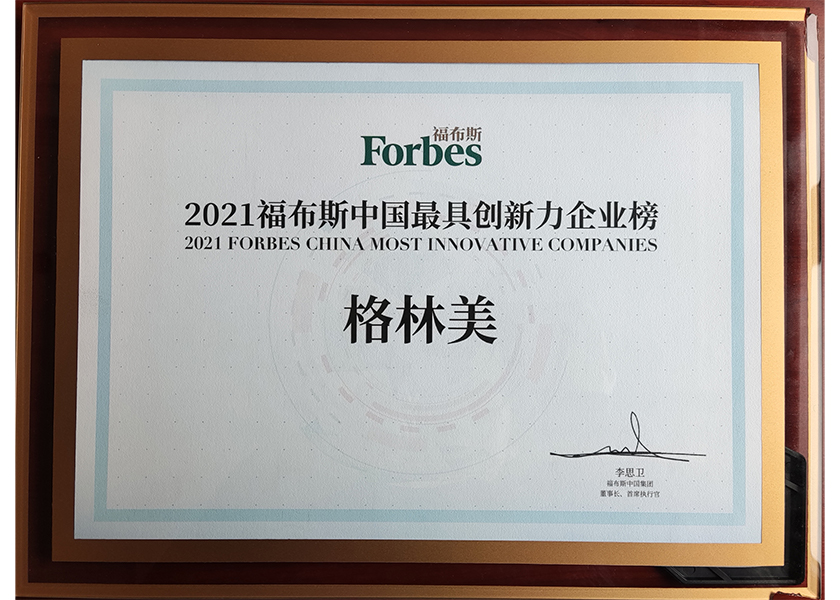 福布斯
Forbes
2021福布斯中国最具创新力企业榜
2021 FORBES CHINA MOST INNOVATIVE COMPANIES
格林美
李思卫
福布斯中国集团
董事长、首席执行官